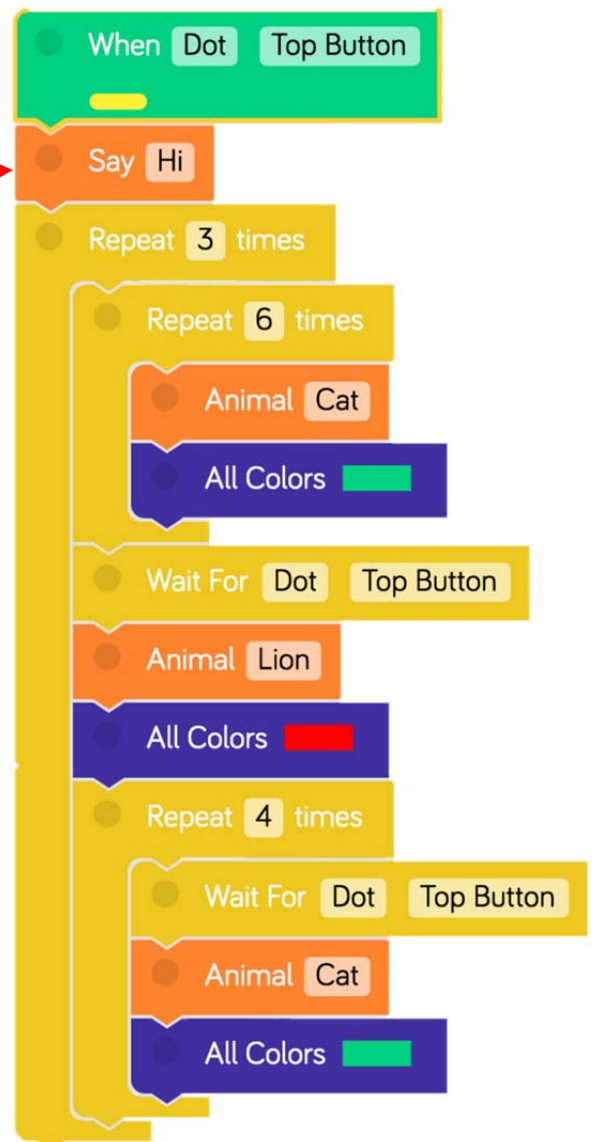 When Dot Top Button
Say Hi
Repeat 3 times
Repeat 6 times
Animal Cat
All Colors
Wait For Dot Top Button
Animal Lion
All Colors
Repeat 4 times
Wait For Dot Top Button
Animal Cat
All Colors